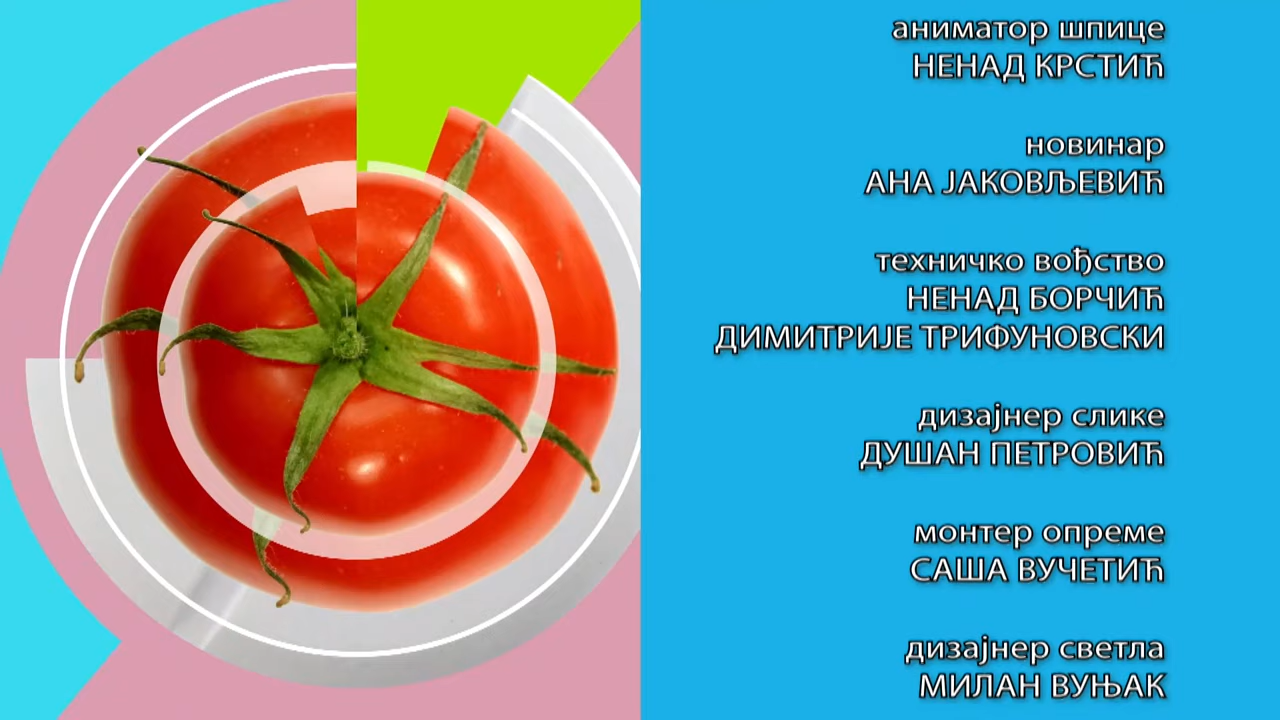 аниматор шпице
НЕНАД КРСТИЋ
новинар
АНА ЈАКОВЉЕВИЋ
техничко вођство
НЕНАД БОРЧИЋ
ДИМИТРИЈЕ ТРИФУНОВСКИ
дизајнер слике
ДУШАН ПЕТРОВИЋ
монтер опреме
САША ВУЧЕТИЋ
дизајнер светла
МИЛАН ВУЊАК